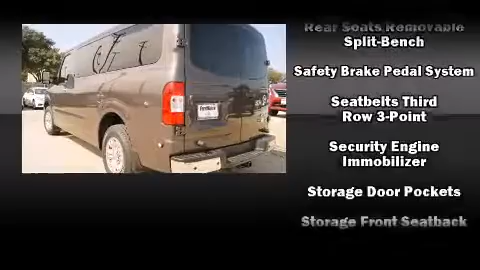 Rear Seats Removable
Split-Bench
Safety Brake Pedal System
Seatbelts Third
Row 3-Point
Security Engine
Immobilizer
Storage Door Pockets
Storage Front Seatback